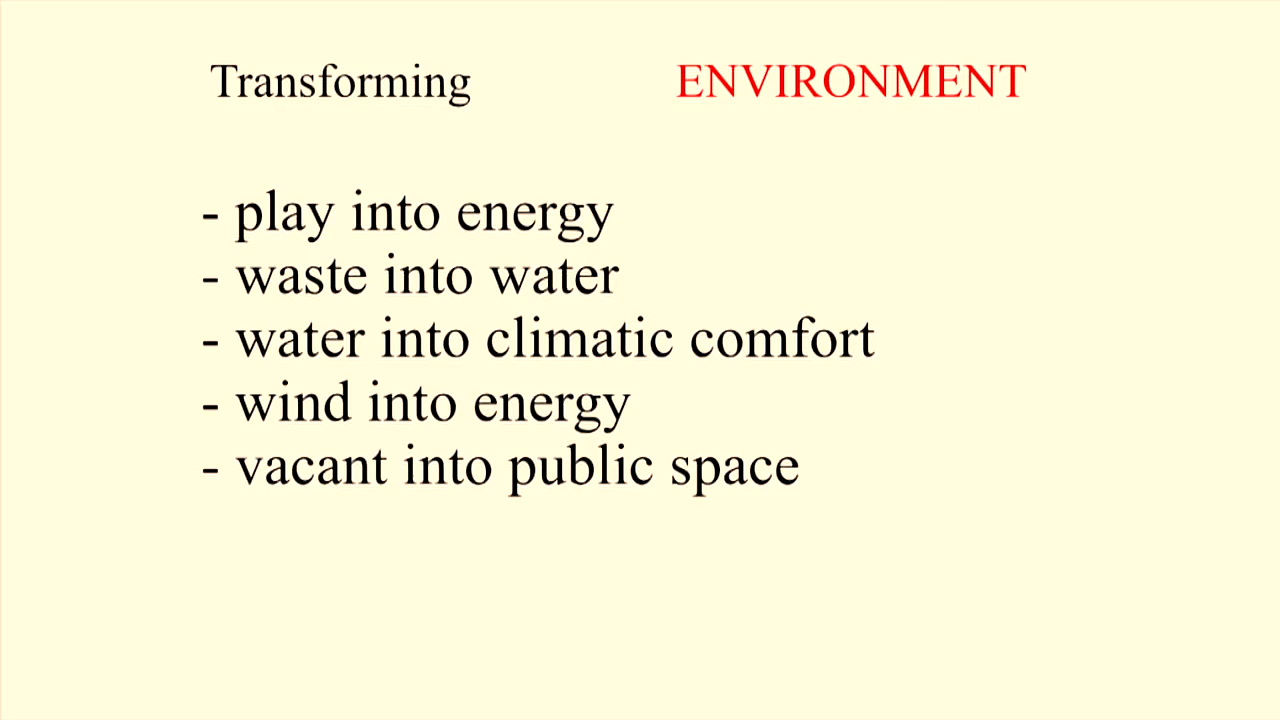 Transforming ENVIRONMENT
- play into energy
- waste into water
- water into climatic comfort
- wind into energy
- vacant into public space